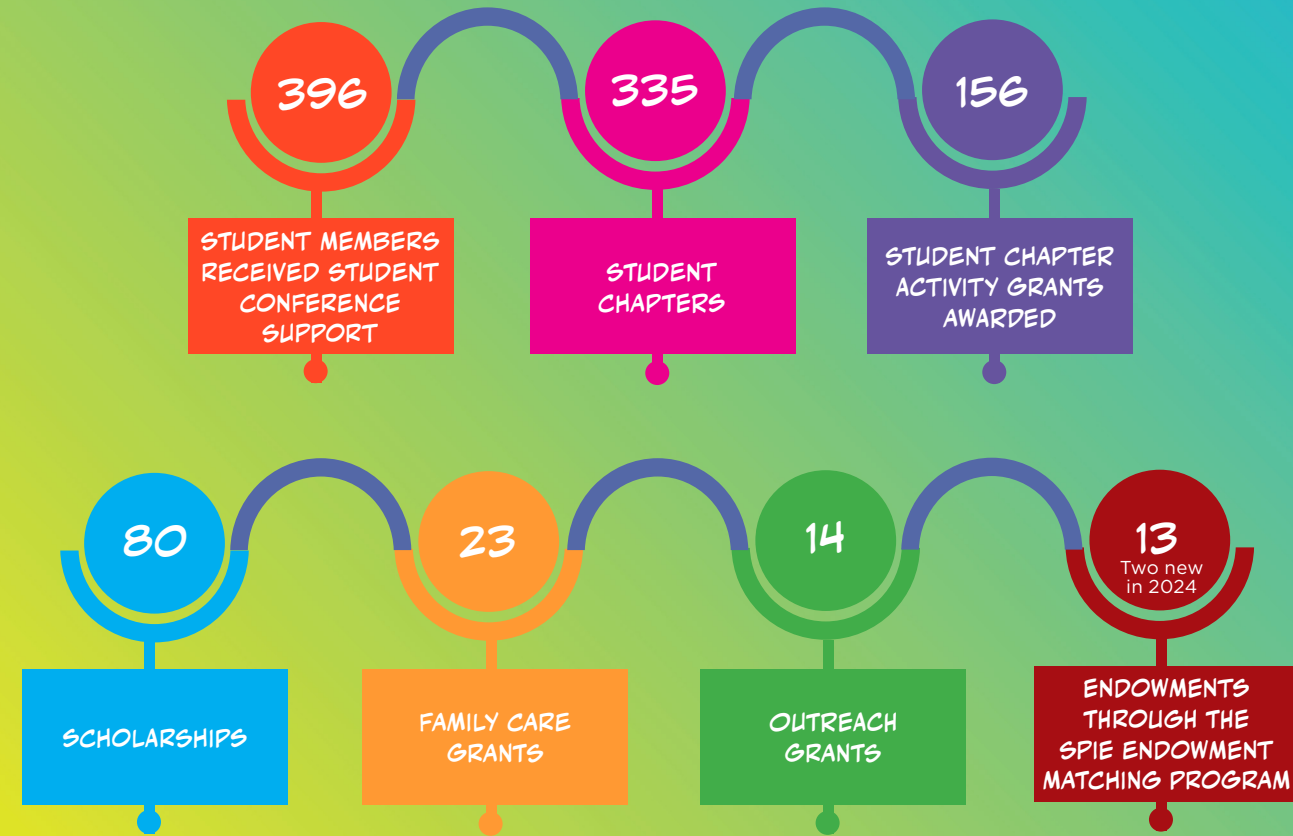 396
STUDENT MEMBERS
RECEIVED STUDENT
CONFERENCE
SUPPORT
335
STUDENT
CHAPTERS
156
STUDENT CHAPTER
ACTIVITY GRANTS
AWARDED
80
SCHOLARSHIPS
23
FAMILY CARE
GRANTS
14
OUTREACH
GRANTS
13
Two new
in 2024
ENDOWMENTS
THROUGH THE
SPIE ENDOWMENT
MATCHING PROGRAM